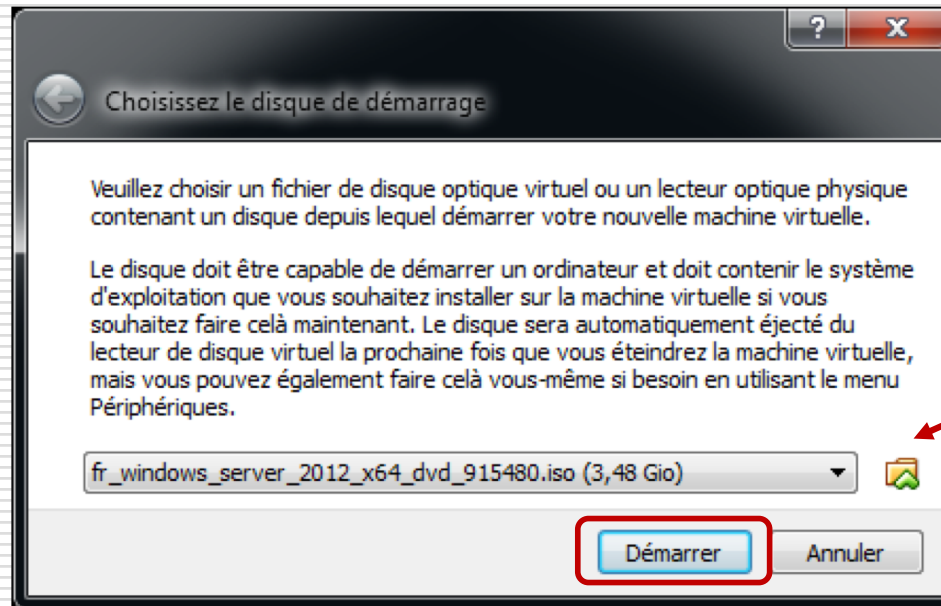 ?
x
Choisissez le disque de démarrage
Veuillez choisir un fichier de disque optique virtuel ou un lecteur optique physique
contenant un disque depuis lequel démarrer votre nouvelle machine virtuelle.
Le disque doit être capable de démarrer un ordinateur et doit contenir le système
d'exploitation que vous souhaitez installer sur la machine virtuelle si vous
souhaitez faire celà maintenant. Le disque sera automatiquement éjecté du
lecteur de disque virtuel la prochaine fois que vous éteindrez la machine virtuelle,
mais vous pouvez également faire celà vous-même si besoin en utilisant le menu
Périphériques.
fr_windows_server_2012_x64_dvd_915480.iso (3,48 Gio)
Démarrer
Annuler